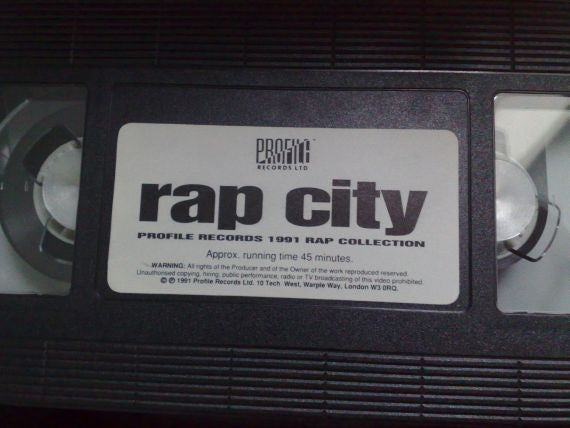 PROFILE
RECORDS LTD
rap city
PROFILE RECORDS 1991 RAP COLLECTION
Approx. running time 45 minutes.
WARNING: All rights of the Producer and of the Owner of the work reproduced reserved.
Unauthorised copying, hiring, public performance, radio or TV broadcasting of this video prohibited.
© ℗ 1991 Profile Records Ltd. 10 Tech West, Warple Way, London W3 0RQ.